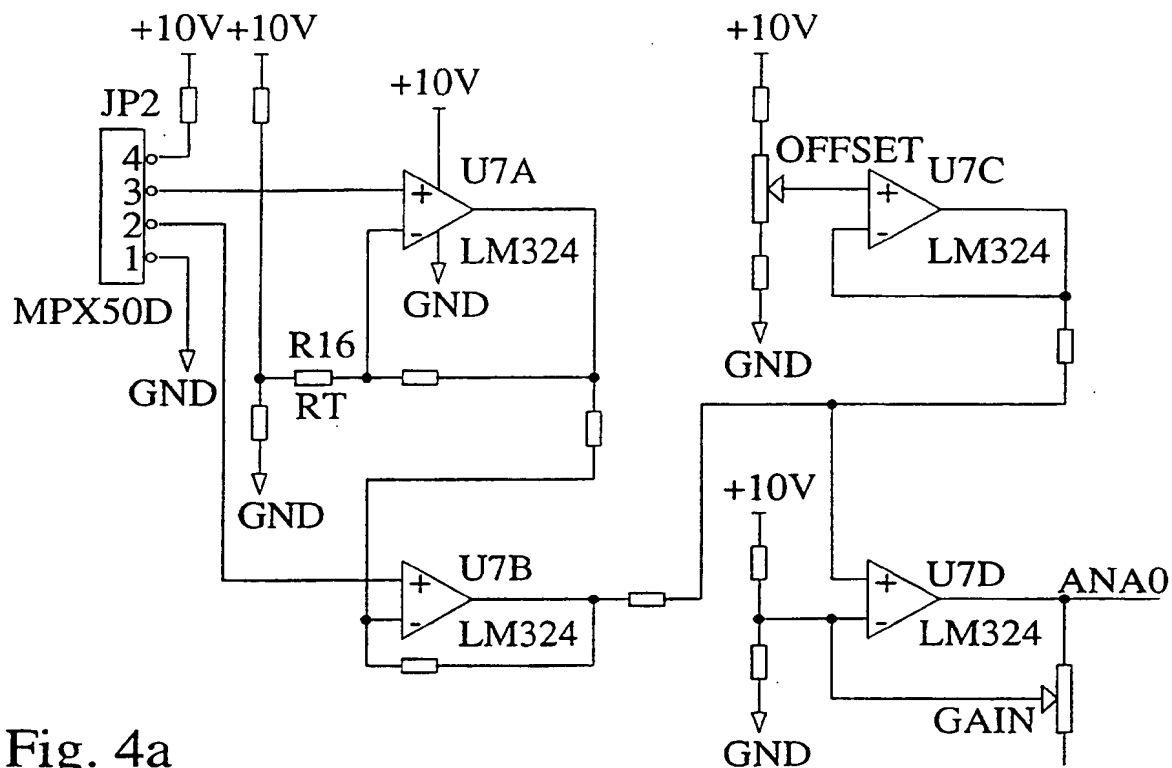 +10V +10V
+10V
+10V
JP2
4
3
2
1
MPX50D
GND
+
-
U7A
LM324
GND
R16
RT
GND
OFFSET
+
-
U7C
LM324
GND
+
-
U7B
LM324
+10V
+
-
U7D
LM324
ANA0
GAIN
GND
Fig. 4a